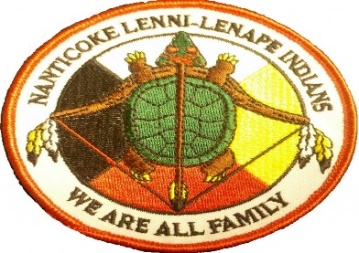 NANTICOKE LENNI-LENAPE INDIANS
WE ARE ALL FAMILY